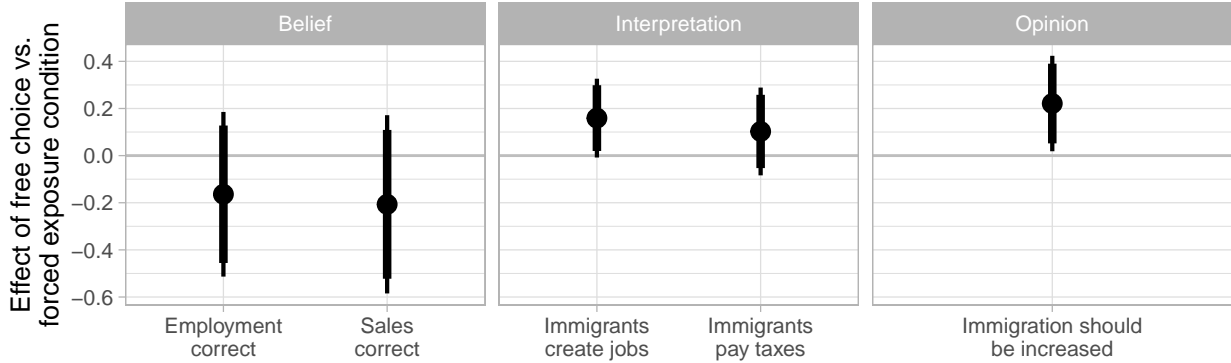 Belief
Interpretation
Opinion
Effect of free choice vs.
forced exposure condition
0.4
0.2
0.0
−0.2
−0.4
−0.6
Employment
correct
Sales
correct
Immigrants
create jobs
Immigrants
pay taxes
Immigration should
be increased